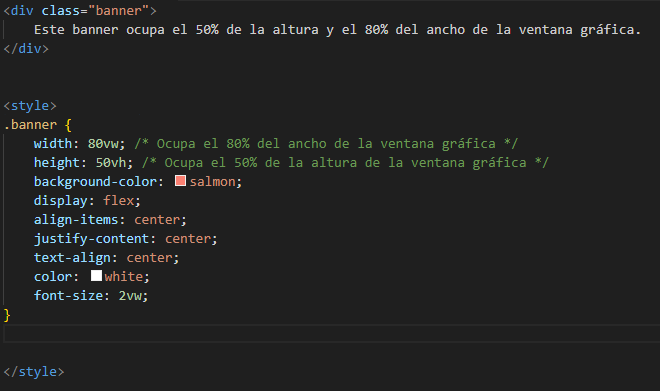 <div class="banner">
    Este banner ocupa el 50% de la altura y el 80% del ancho de la ventana gráfica.
</div>
<style>
.banner {
    width: 80vw; /* Ocupa el 80% del ancho de la ventana gráfica */
    height: 50vh; /* Ocupa el 50% de la altura de la ventana gráfica */
    background-color: salmon;
    display: flex;
    align-items: center;
    justify-content: center;
    text-align: center;
    color: white;
    font-size: 2vw;
}
</style>